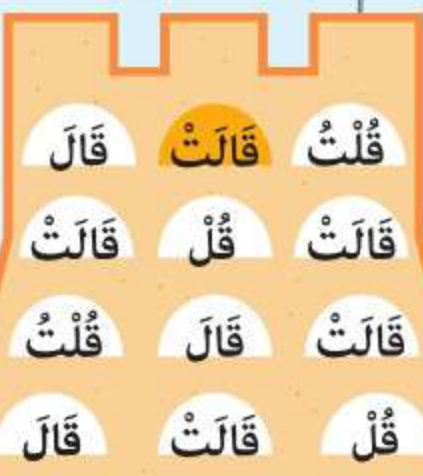 قُلْتُ قَالَتْ قَالَ
قَالَتْ قُلْ قَالَتْ
قَالَتْ قَالَ قُلْتُ
قُلْ قَالَتْ قَالَ